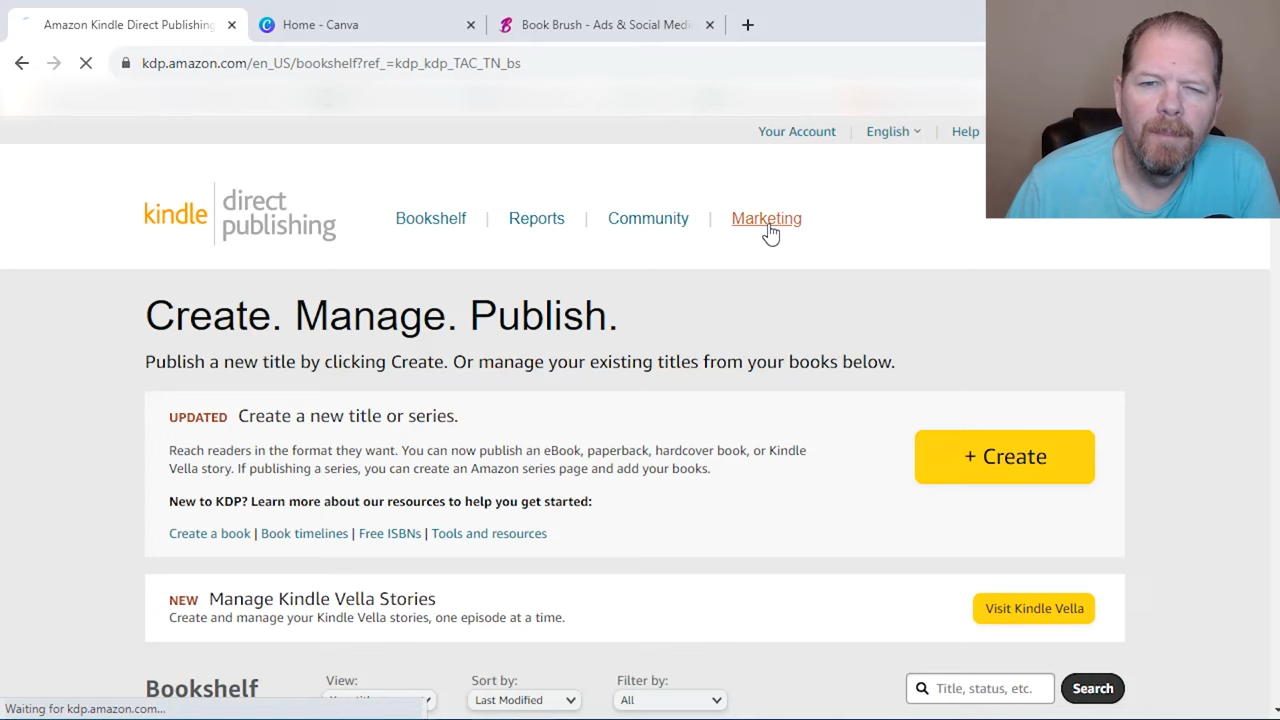 Amazon Kindle Direct Publishing
Home - Canva
Book Brush - Ads & Social Medi
kdp.amazon.com/en_US/bookshelf?ref_=kdp_kdp_TAC_TN_bs
Your Account
English
Help
kindle direct publishing
Bookshelf
Reports
Community
Marketing
Create. Manage. Publish.
Publish a new title by clicking Create. Or manage your existing titles from your books below.
UPDATED Create a new title or series.
Reach readers in the format they want. You can now publish an eBook, paperback, hardcover book, or Kindle
Vella story. If publishing a series, you can create an Amazon series page and add your books.
+ Create
New to KDP? Learn more about our resources to help you get started:
Create a book | Book timelines | Free ISBNs | Tools and resources
NEW Manage Kindle Vella Stories
Create and manage your Kindle Vella stories, one episode at a time.
Visit Kindle Vella
Bookshelf
View:
Sort by:
Last Modified
Filter by:
All
Title, status, etc.
Search
Waiting for kdp.amazon.com...